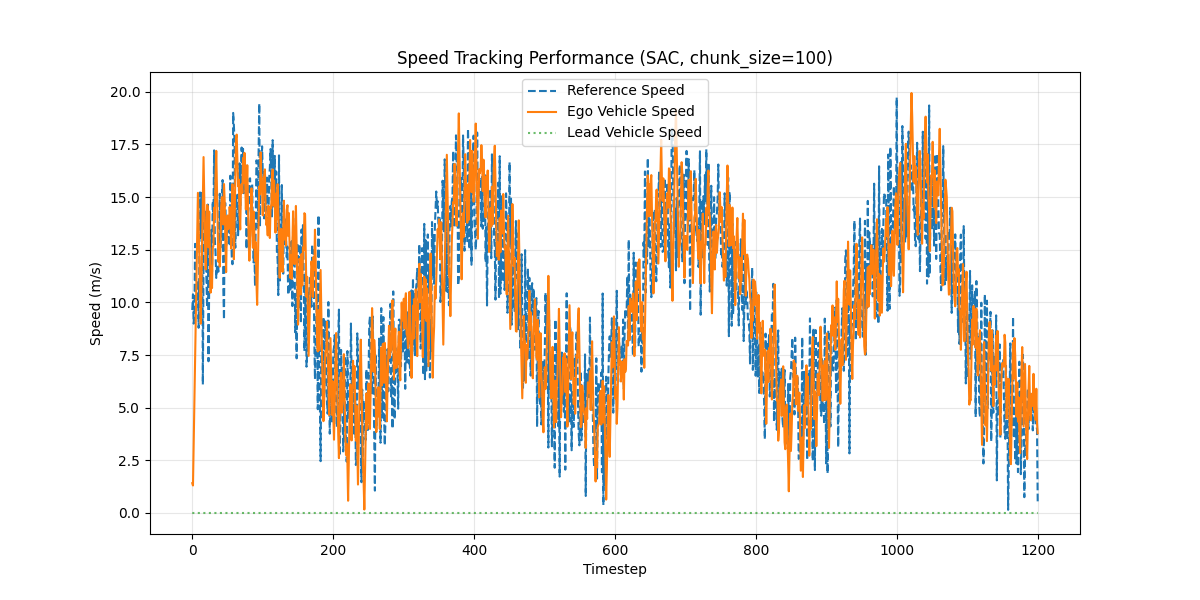 Speed Tracking Performance (SAC, chunk_size=100)
Reference Speed
Ego Vehicle Speed
Lead Vehicle Speed
Speed (m/s)
20.0
17.5
15.0
12.5
10.0
7.5
5.0
2.5
0.0
0 200 400 600 800 1000 1200
Timestep